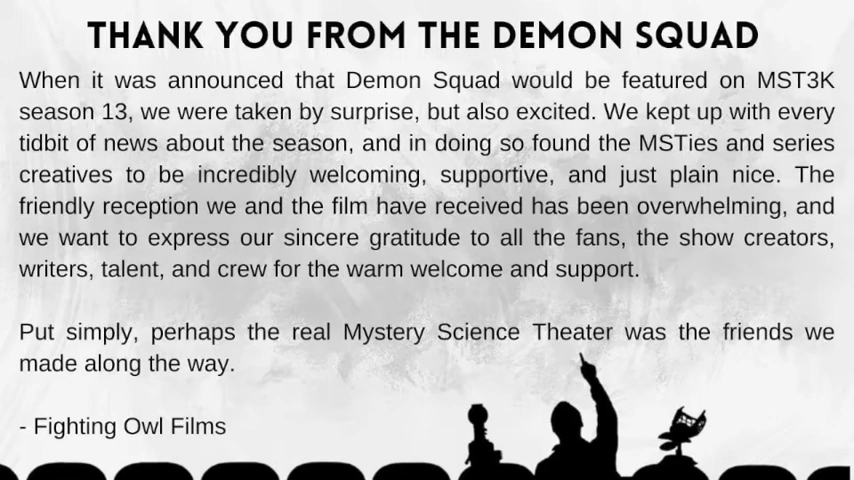 THANK YOU FROM THE DEMON SQUAD
When it was announced that Demon Squad would be featured on MST3K
season 13, we were taken by surprise, but also excited. We kept up with every
tidbit of news about the season, and in doing so found the MSTies and series
creatives to be incredibly welcoming, supportive, and just plain nice. The
friendly reception we and the film have received has been overwhelming, and
we want to express our sincere gratitude to all the fans, the show creators,
writers, talent, and crew for the warm welcome and support.
Put simply, perhaps the real Mystery Science Theater was the friends we
made along the way.
- Fighting Owl Films